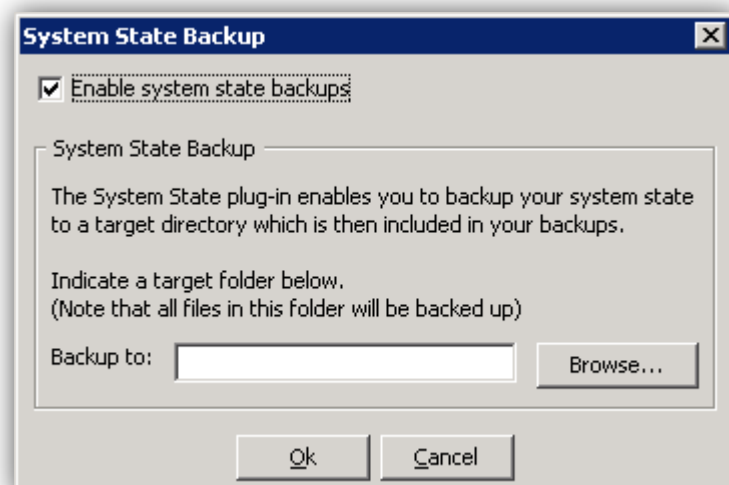 System State Backup
Enable system state backups
System State Backup
The System State plug-in enables you to backup your system state
to a target directory which is then included in your backups.
Indicate a target folder below.
(Note that all files in this folder will be backed up)
Backup to:
Browse...
Ok
Cancel